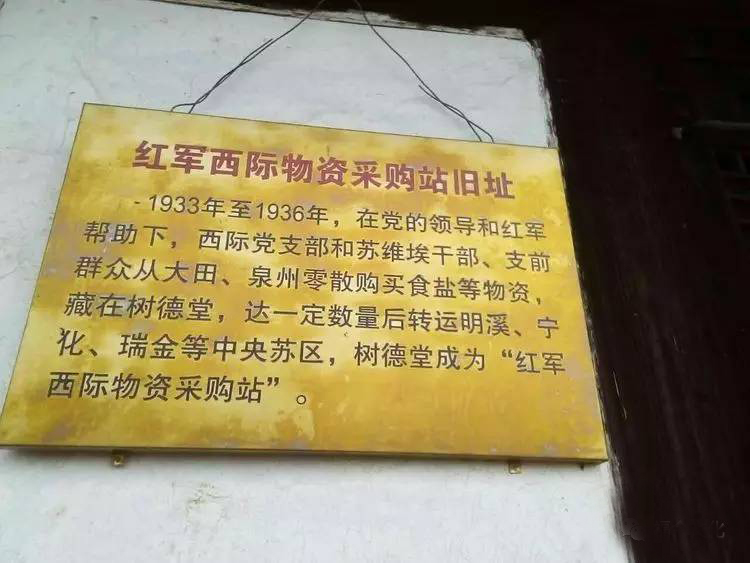 红军西际物资采购站旧址
1933年至1936年，在党的领导和红军
帮助下，西际党支部和苏维埃干部、支前
群众从大田、泉州零散购买食盐等物资，
藏在树德堂，达一定数量后转运明溪、宁
化、瑞金等中央苏区，树德堂成为“红军
西际物资采购站”。